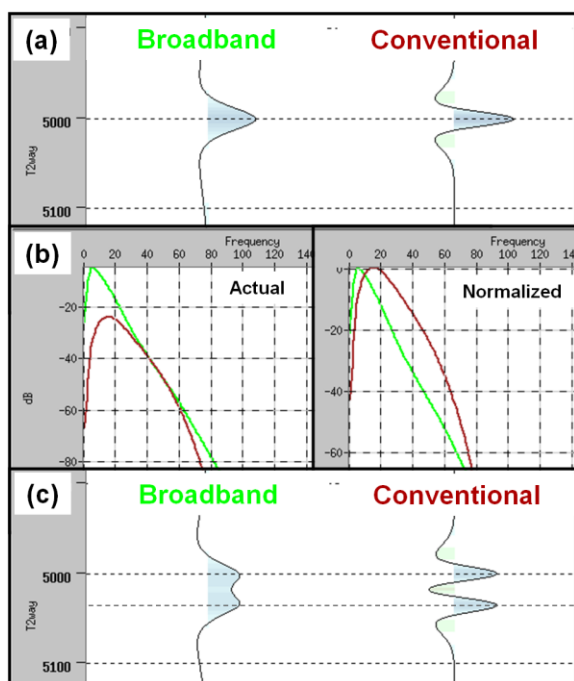 (a)
Broadband Conventional
5000
T2way
5100
(b)
Frequency
0 20 40 60 80 100 120 14
Actual
-20
-40
dB
-60
-80
Frequency
0 20 40 60 80 100 120 140
Normalized
0
-20
-40
-60
(c)
Broadband Conventional
5000
T2way
5100